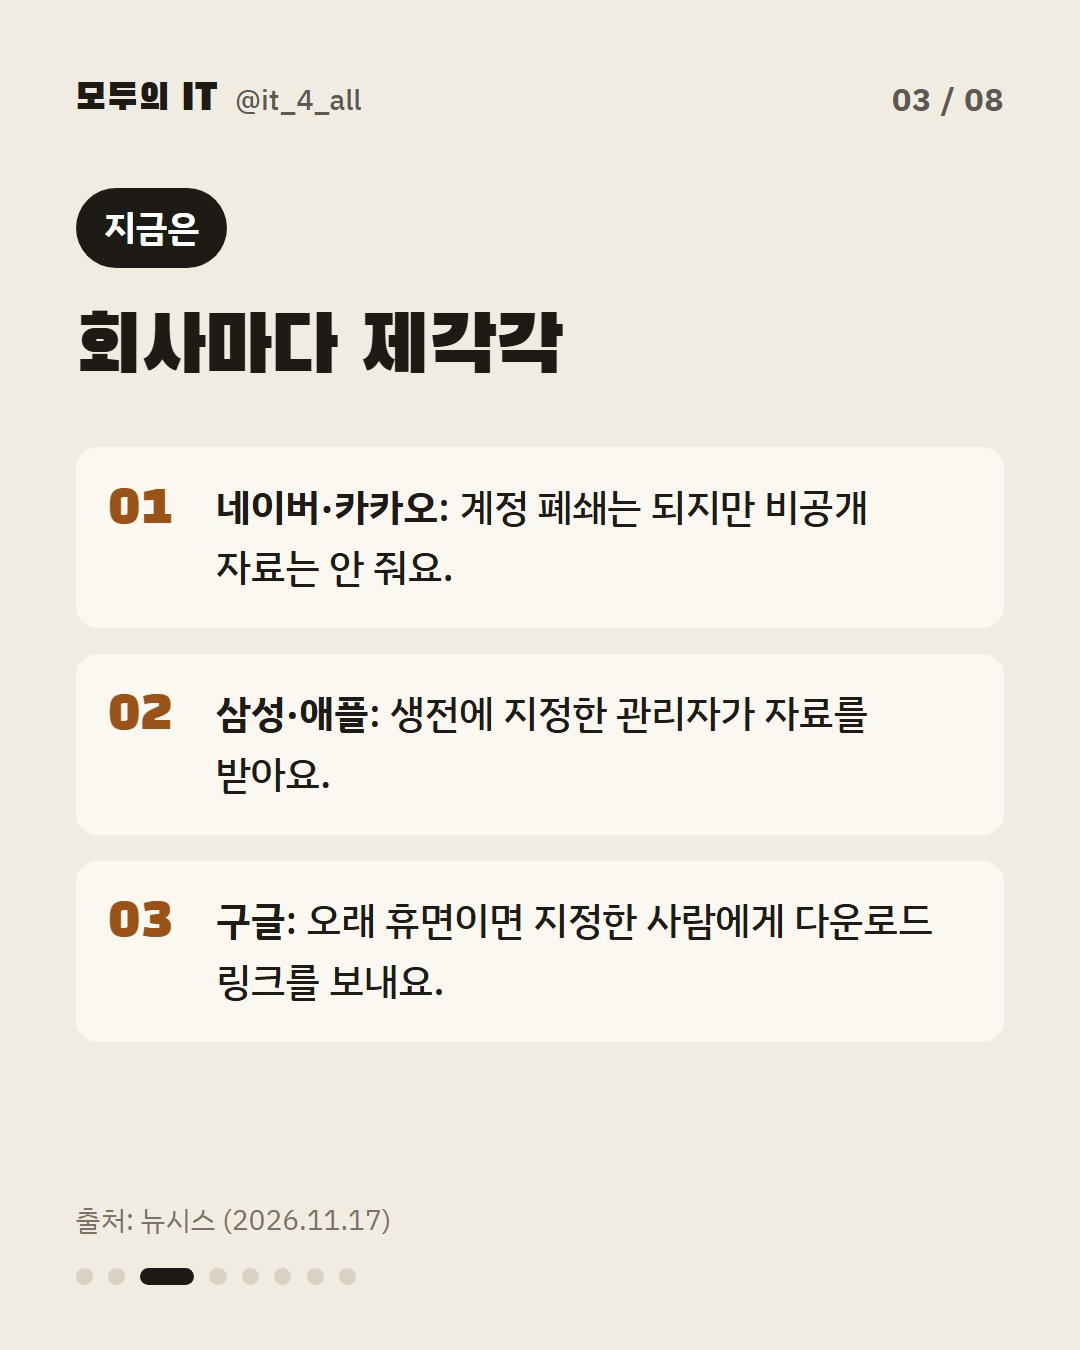 모두의 IT @it_4_all
03 / 08
지금은
회사마다 제각각
01 네이버·카카오: 계정 폐쇄는 되지만 비공개
자료는 안 줘요.
02 삼성·애플: 생전에 지정한 관리자가 자료를
받아요.
03 구글: 오래 휴면이면 지정한 사람에게 다운로드
링크를 보내요.
출처: 뉴시스 (2026.11.17)